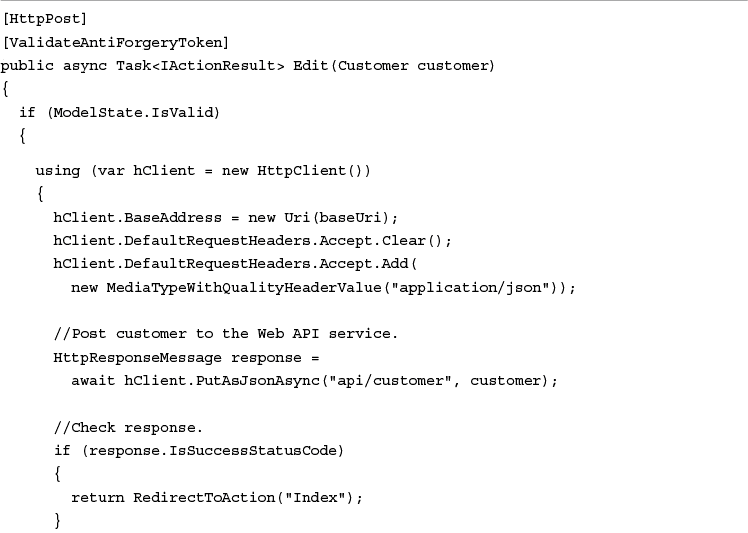 [HttpPost]
[ValidateAntiForgeryToken]
public async Task<IActionResult> Edit(Customer customer)
{
  if (ModelState.IsValid)
  {
    using (var hClient = new HttpClient())
    {
      hClient.BaseAddress = new Uri(baseUri);
      hClient.DefaultRequestHeaders.Accept.Clear();
      hClient.DefaultRequestHeaders.Accept.Add(
        new MediaTypeWithQualityHeaderValue("application/json"));
      //Post customer to the Web API service.
      HttpResponseMessage response =
        await hClient.PutAsJsonAsync("api/customer", customer);
      //Check response.
      if (response.IsSuccessStatusCode)
      {
        return RedirectToAction("Index");
      }